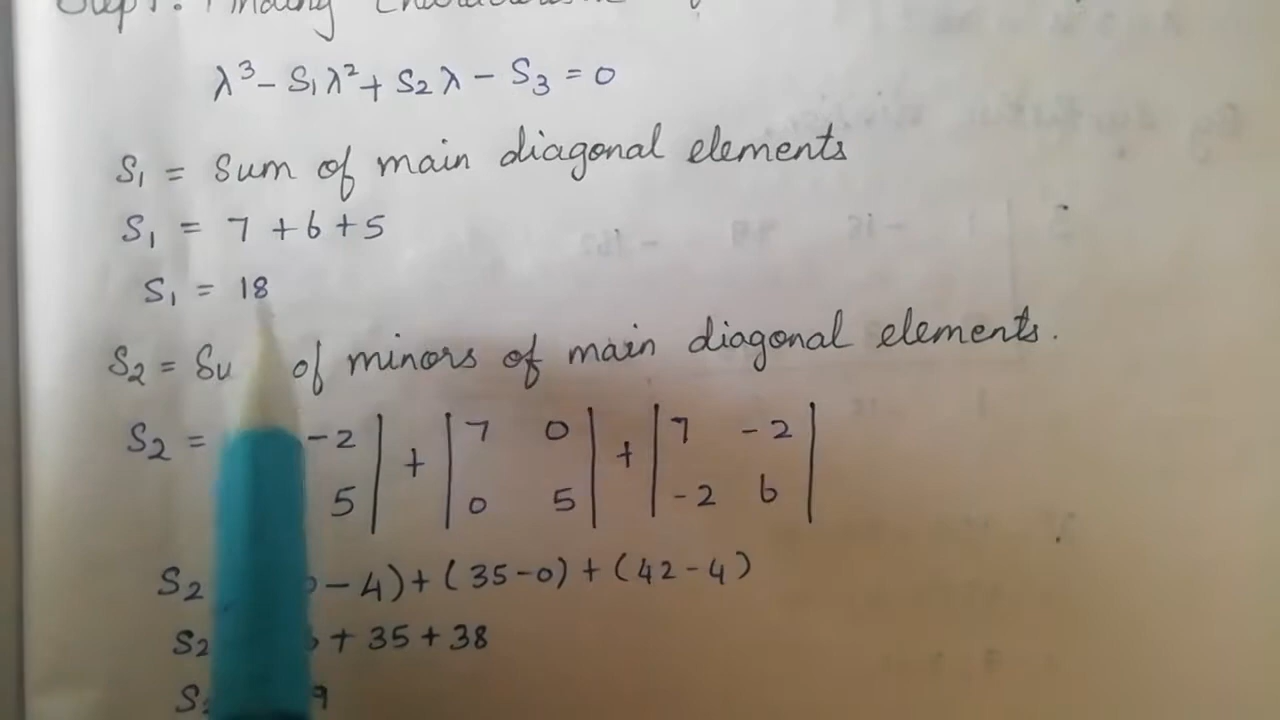 λ³ - S₁λ² + S₂λ - S₃ = 0
S₁ = Sum of main diagonal elements
S₁ = 7 + 6 + 5
S₁ = 18
S₂ = of minors of main diagonal elements.
S₂ = -2 | + | 7 0 | + | 7 -2 |
5 | | 0 5 | | -2 6 |
S₂ - 4) + (35 - 0) + (42 - 4)
S₂ + 35 + 38
9